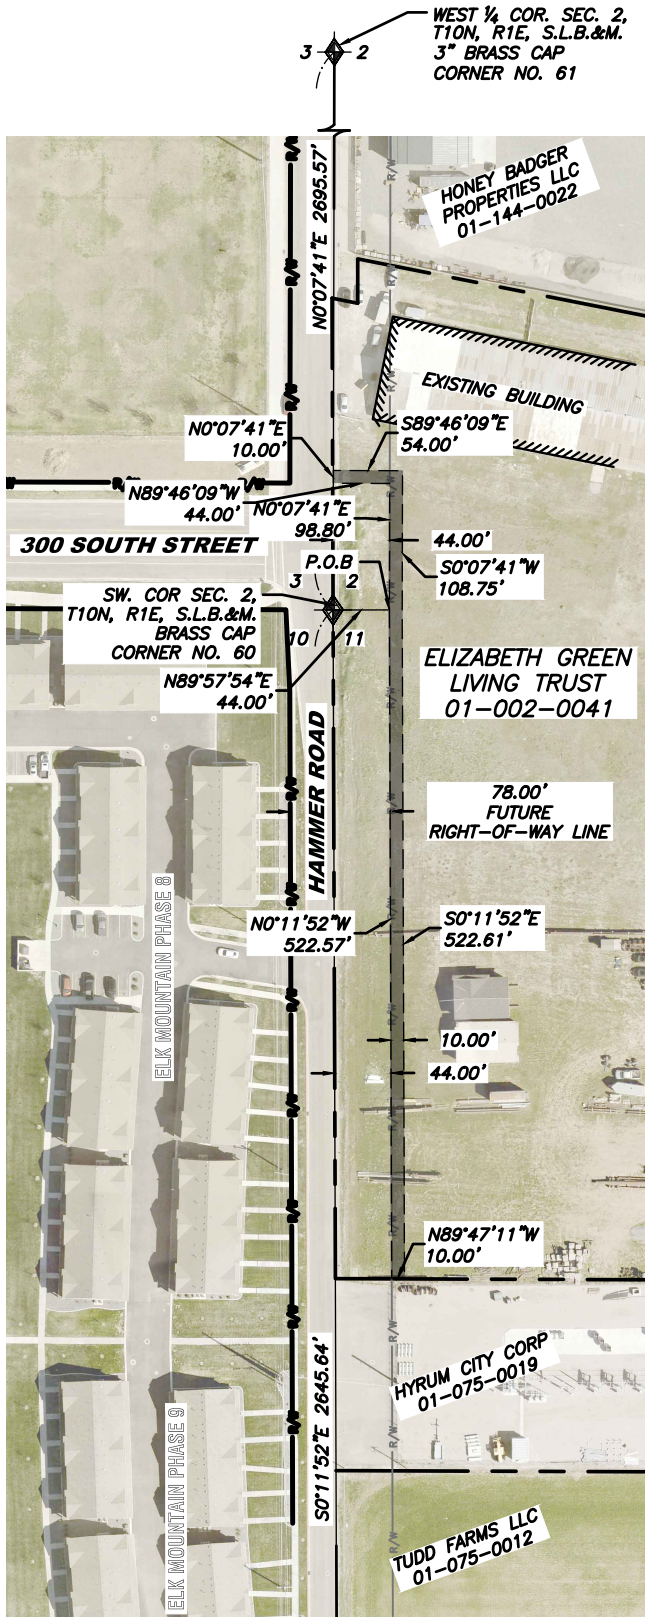 WEST ¼ COR. SEC. 2,
T10N, R1E, S.L.B.&M.
3" BRASS CAP
CORNER NO. 61
3 2
R/W
N0°07'41"E 2695.57'
R/W
HONEY BADGER
PROPERTIES LLC
01-144-0022
R/W
R/W
EXISTING BUILDING
R/W
R/W
N0°07'41"E
10.00'
S89°46'09"E
54.00'
R/W
R/W
R/W
N89°46'09"W
44.00'
N0°07'41"E
98.80'
300 SOUTH STREET
44.00'
S0°07'41"W
108.75'
P.O.B
3 2
SW. COR SEC. 2,
T10N, R1E, S.L.B.&M.
BRASS CAP
CORNER NO. 60
10 11
R/W
N89°57'54"E
44.00'
ELIZABETH GREEN
LIVING TRUST
01-002-0041
R/W
HAMMER ROAD
R/W
R/W
78.00'
FUTURE
RIGHT-OF-WAY LINE
ELK MOUNTAIN PHASE 8
R/W
R/W
N0°11'52"W
522.57'
S0°11'52"E
522.61'
R/W
R/W
10.00'
44.00'
R/W
R/W
R/W
R/W
N89°47'11"W
10.00'
R/W
R/W
S0°11'52"E 2645.64'
HYRUM CITY CORP
01-075-0019
R/W
R/W
ELK MOUNTAIN PHASE 9
TUDD FARMS LLC
01-075-0012
R/W